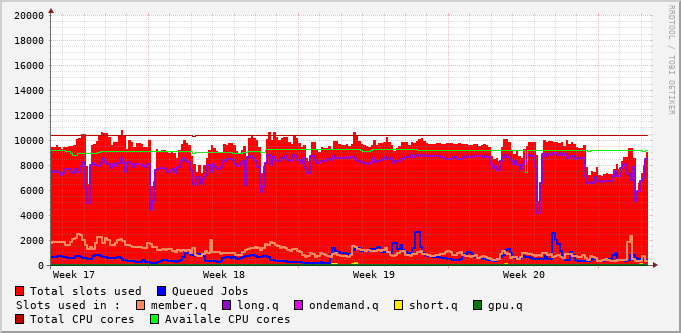 20000
18000
16000
14000
12000
10000
8000
6000
4000
2000
0
Week 17 Week 18 Week 19 Week 20
RRDTOOL / TOBI OETIKER
Total slots used Queued Jobs
Slots used in : member.q long.q ondemand.q short.q gpu.q
Total CPU cores Availale CPU cores